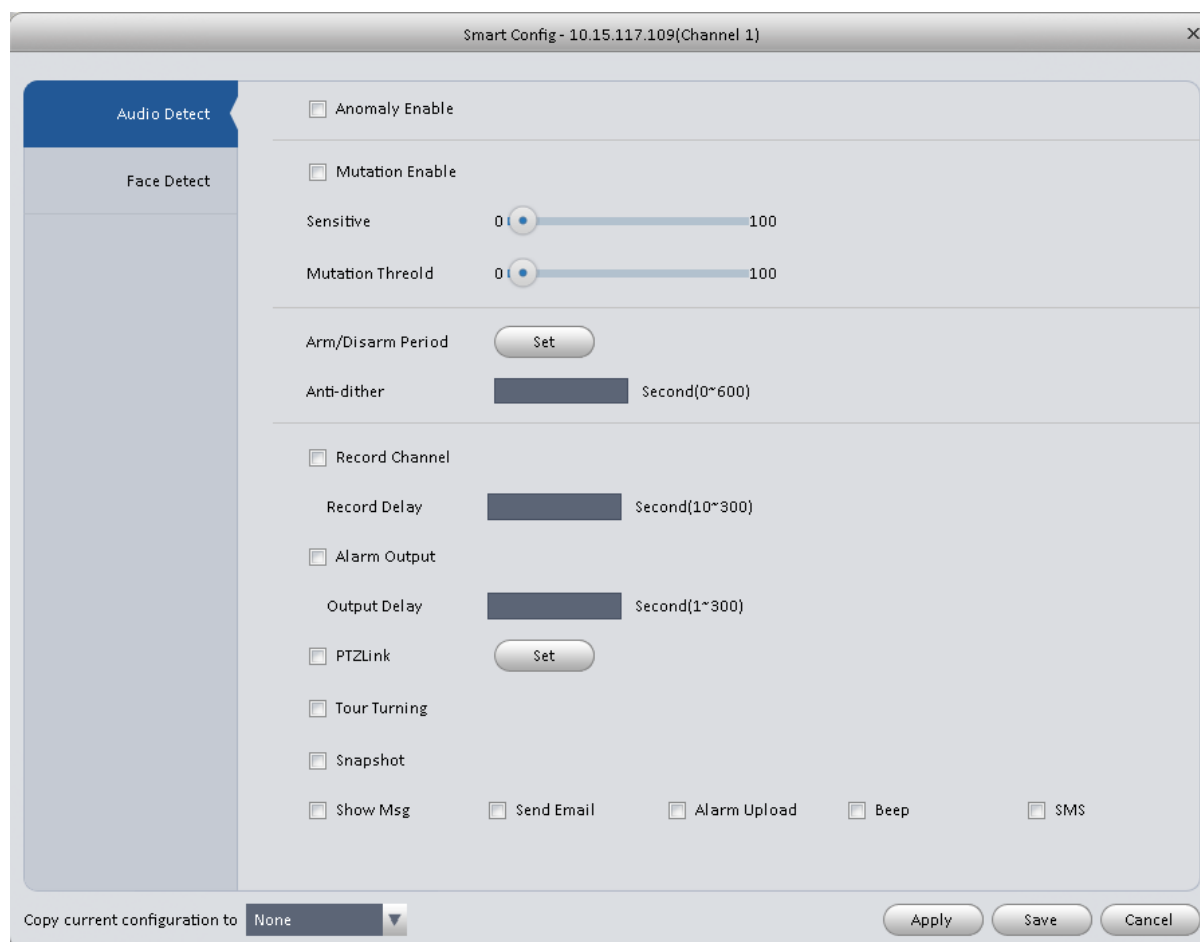 Smart Config - 10.15.117.109(Channel 1)
Audio Detect
Face Detect
Anomaly Enable
Mutation Enable
Sensitive 0 100
Mutation Threold 0 100
Arm/Disarm Period Set
Anti-dither Second(0~600)
Record Channel
Record Delay Second(10~300)
Alarm Output
Output Delay Second(1~300)
PTZLink Set
Tour Turning
Snapshot
Show Msg Send Email Alarm Upload Beep SMS
Copy current configuration to None Apply Save Cancel